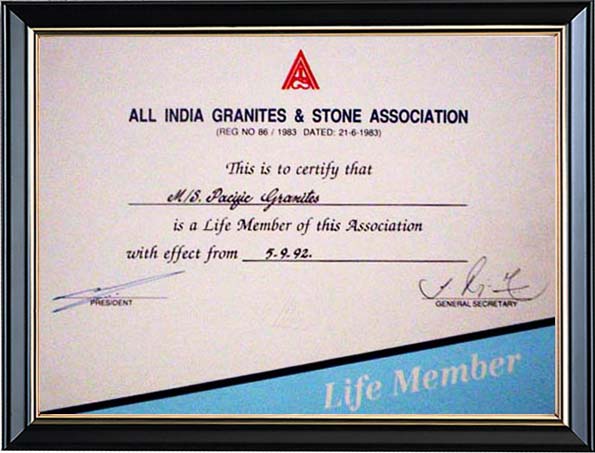 ALL INDIA GRANITES & STONE ASSOCIATION
(REG NO 86 / 1983 DATED: 21-6-1983)
This is to certify that
M/S. Pacific Granites
is a Life Member of this Association
with effect from 5-9-92.
PRESIDENT
GENERAL SECRETARY
Life Member